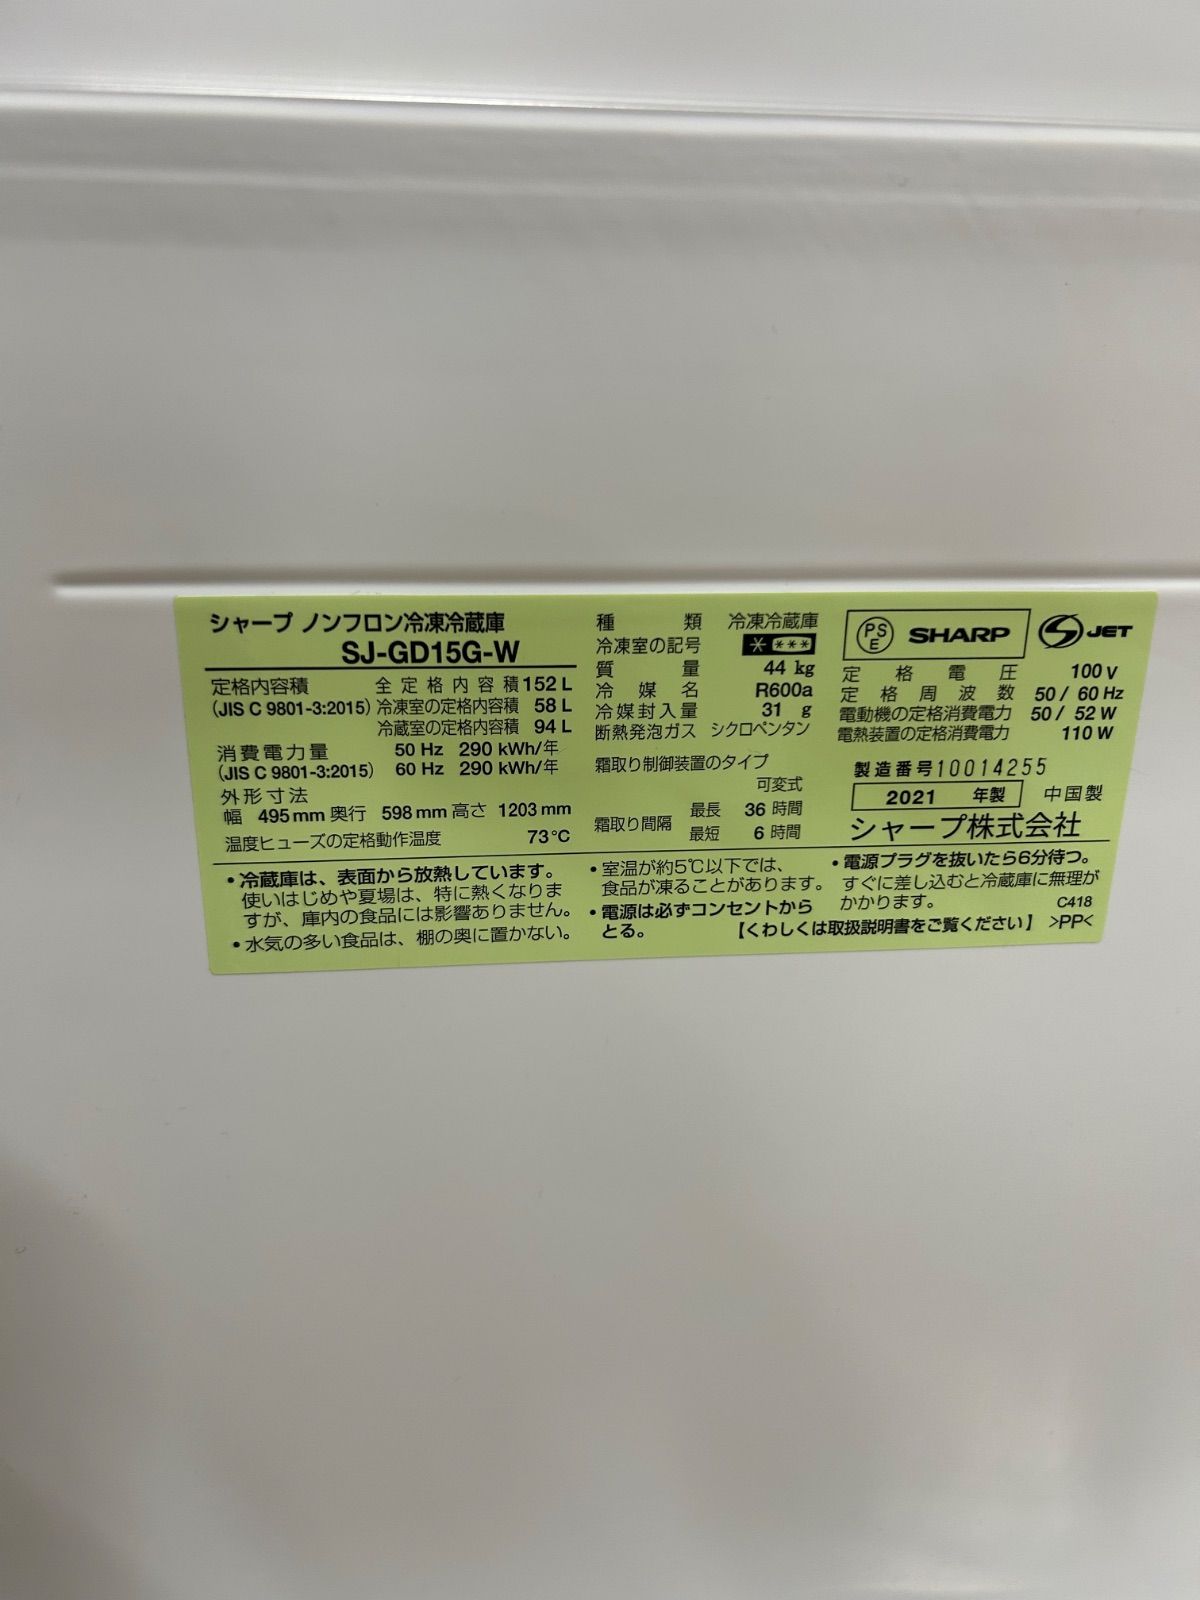 シャープ ノンフロン冷凍冷蔵庫
SJ-GD15G-W
定格内容積 全定格内容積 152 L
(JIS C 9801-3:2015) 冷凍室の定格内容積 58 L
冷蔵室の定格内容積 94 L
消費電力量 50 Hz 290 kWh/年
(JIS C 9801-3:2015) 60 Hz 290 kWh/年
外形寸法
幅 495 mm 奥行 598 mm 高さ 1203 mm
温度ヒューズの定格動作温度 73℃
種類 冷凍冷蔵庫
冷凍室の記号 * ***
質量 44 kg
冷媒名 R600a
冷媒封入量 31 g
断熱発泡ガス シクロペンタン
霜取り制御装置のタイプ
可変式
霜取り間隔 最長 36 時間
最短 6 時間
PSE SHARP S JET
定格電圧 100 V
定格周波数 50 / 60 Hz
電動機の定格消費電力 50 / 52 W
電熱装置の定格消費電力 110 W
製造番号 10014255
2021 年製 中国製
シャープ株式会社
・冷蔵庫は、表面から放熱しています。
使いはじめや夏場は、特に熱くなりま
すが、庫内の食品には影響ありません。
・水気の多い食品は、棚の奥に置かない。
・室温が約5℃以下では、
食品が凍ることがあります。
・電源は必ずコンセントから
とる。
・電源プラグを抜いたら6分待つ。
すぐに差し込むと冷蔵庫に無理が
かかります。 C418
【くわしくは取扱説明書をご覧ください】 >PP<